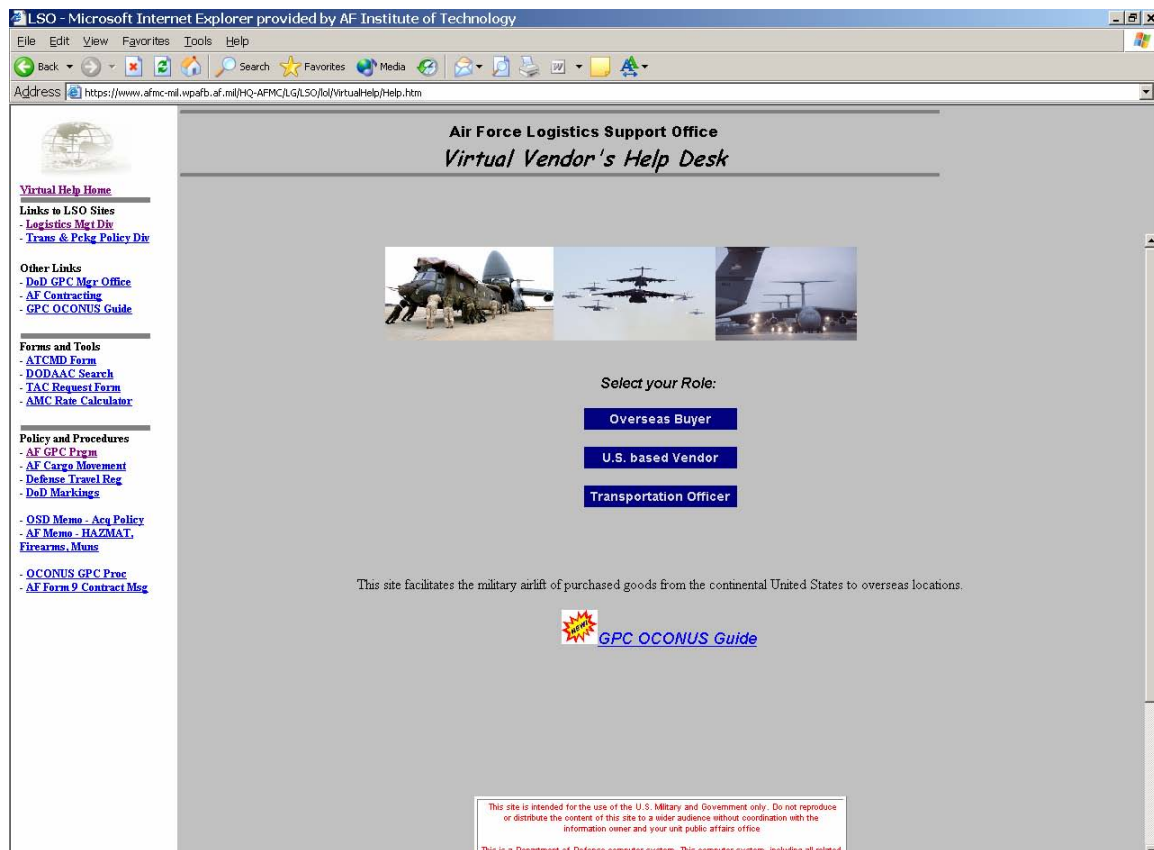 LSO - Microsoft Internet Explorer provided by AF Institute of Technology
File Edit View Favorites Tools Help
Back Search Favorites Media
Address https://www.afmc-mil.wpafb.af.mil/HQ-AFMC/LG/LSO/lol/VirtualHelp/Help.htm
Air Force Logistics Support Office
Virtual Vendor's Help Desk
Virtual Help Home
Links to LSO Sites
- Logistics Mgt Div
- Trans & Pckg Policy Div
Other Links
- DoD GPC Mgr Office
- AF Contracting
- GPC OCONUS Guide
Forms and Tools
- ATCMD Form
- DODAAC Search
- TAC Request Form
- AMC Rate Calculator
Policy and Procedures
- AF GPC Prgm
- AF Cargo Movement
- Defense Travel Reg
- DoD Markings
- OSD Memo - Acq Policy
- AF Memo - HAZMAT,
Firearms, Muns
- OCONUS GPC Proc
- AF Form 9 Contract Msg
Select your Role:
Overseas Buyer
U.S. based Vendor
Transportation Officer
This site facilitates the military airlift of purchased goods from the continental United States to overseas locations.
NEW! GPC OCONUS Guide
This site is intended for the use of the U.S. Military and Government only. Do not reproduce
or distribute the content of this site to a wider audience without coordination with the
information owner and your unit public affairs office
This is a Department of Defense computer system. This computer system, including all related